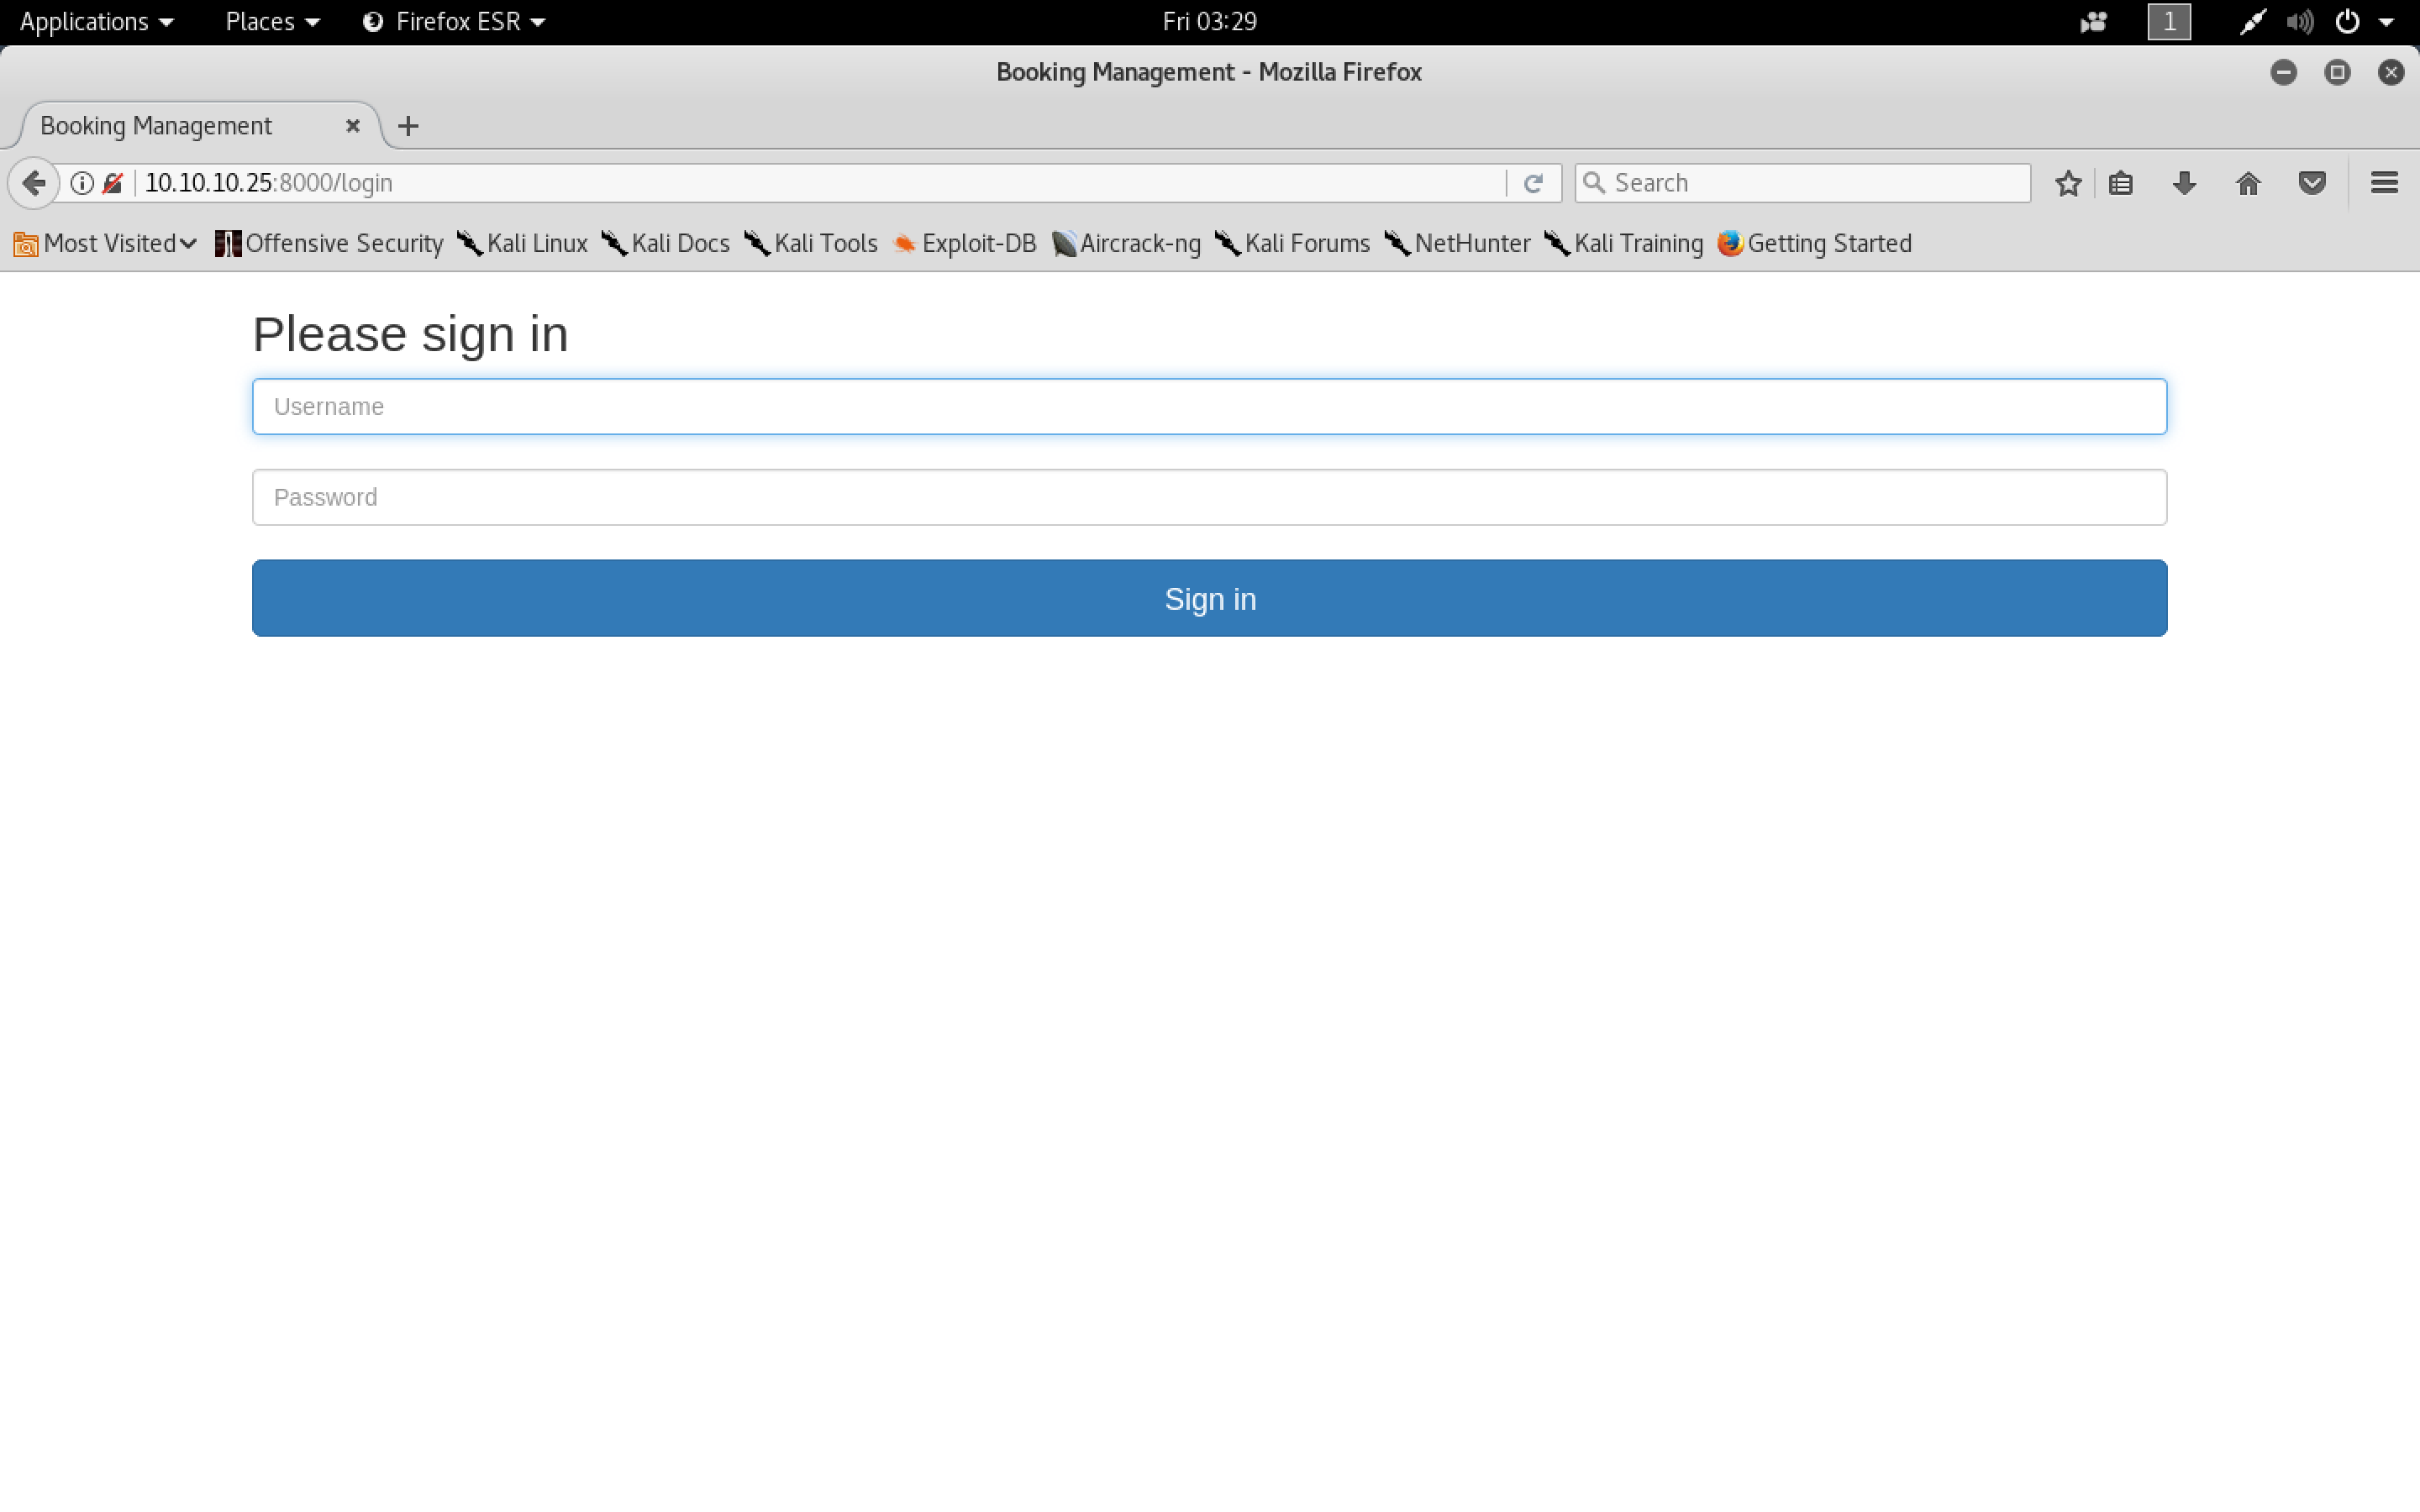 Applications Places Firefox ESR Fri 03:29 1
Booking Management - Mozilla Firefox
Booking Management
10.10.10.25:8000/login Search
Most Visited Offensive Security Kali Linux Kali Docs Kali Tools Exploit-DB Aircrack-ng Kali Forums NetHunter Kali Training Getting Started
Please sign in
Username
Password
Sign in